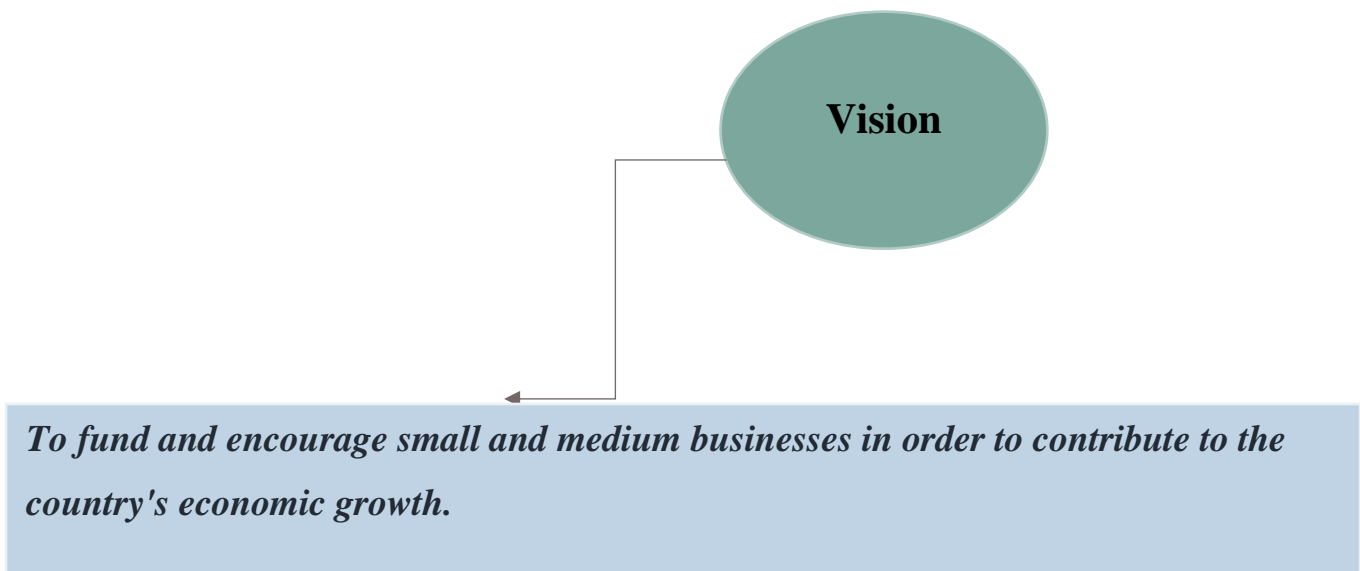 Vision
To fund and encourage small and medium businesses in order to contribute to the
country's economic growth.